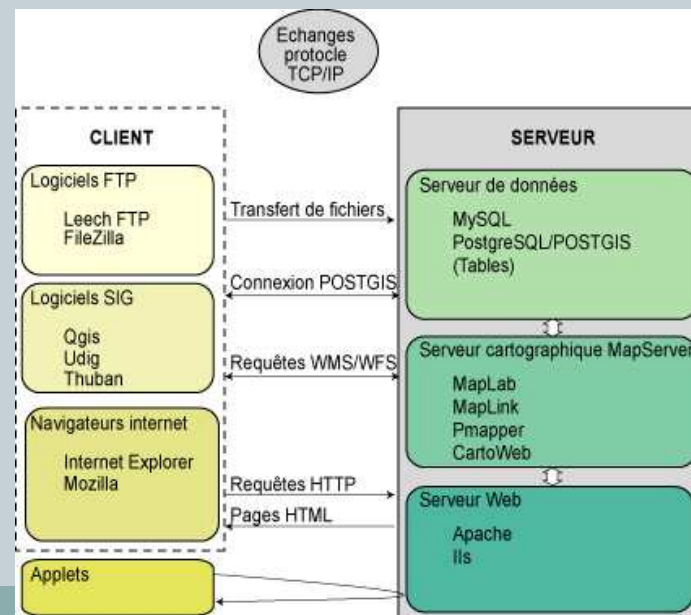 Echanges
protocle
TCP/IP
CLIENT
Logiciels FTP
Leech FTP
FileZilla
Logiciels SIG
Qgis
Udig
Thuban
Navigateurs internet
Internet Explorer
Mozilla
Applets
Transfert de fichiers
Connexion POSTGIS
Requêtes WMS/WFS
Requêtes HTTP
Pages HTML
SERVEUR
Serveur de données
MySQL
PostgreSQL/POSTGIS
(Tables)
Serveur cartographique MapServer
MapLab
MapLink
Pmapper
CartoWeb
Serveur Web
Apache
IIs